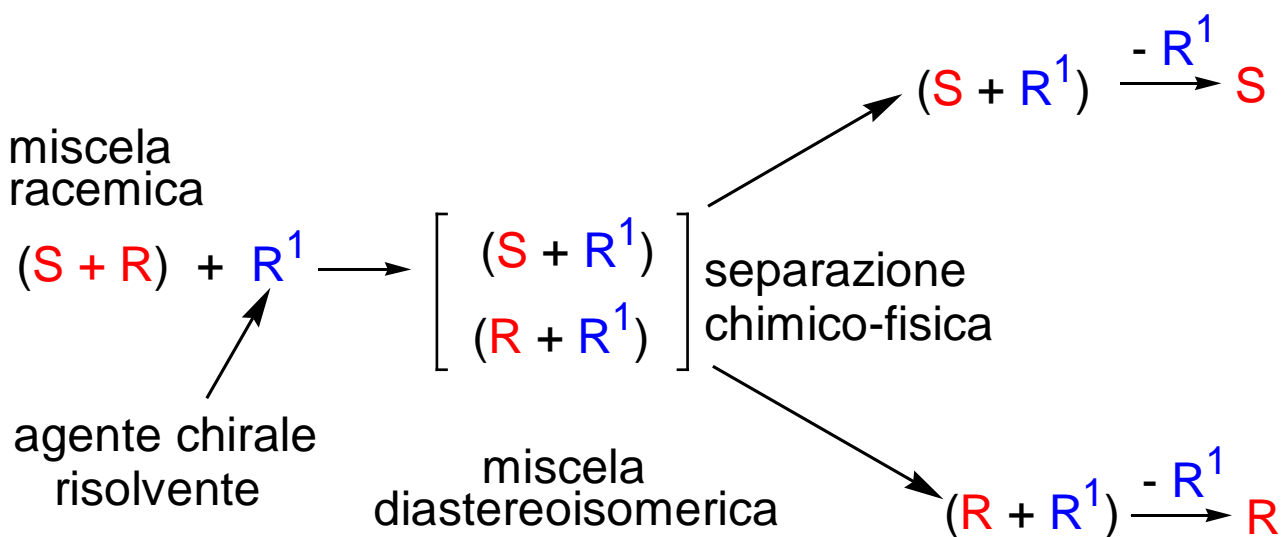 miscela
racemica
(S + R) + R¹
agente chirale
risolvente
(S + R¹)
(R + R¹)
miscela
diastereoisomerica
separazione
chimico-fisica
(S + R¹) - R¹ S
(R + R¹) - R¹ R